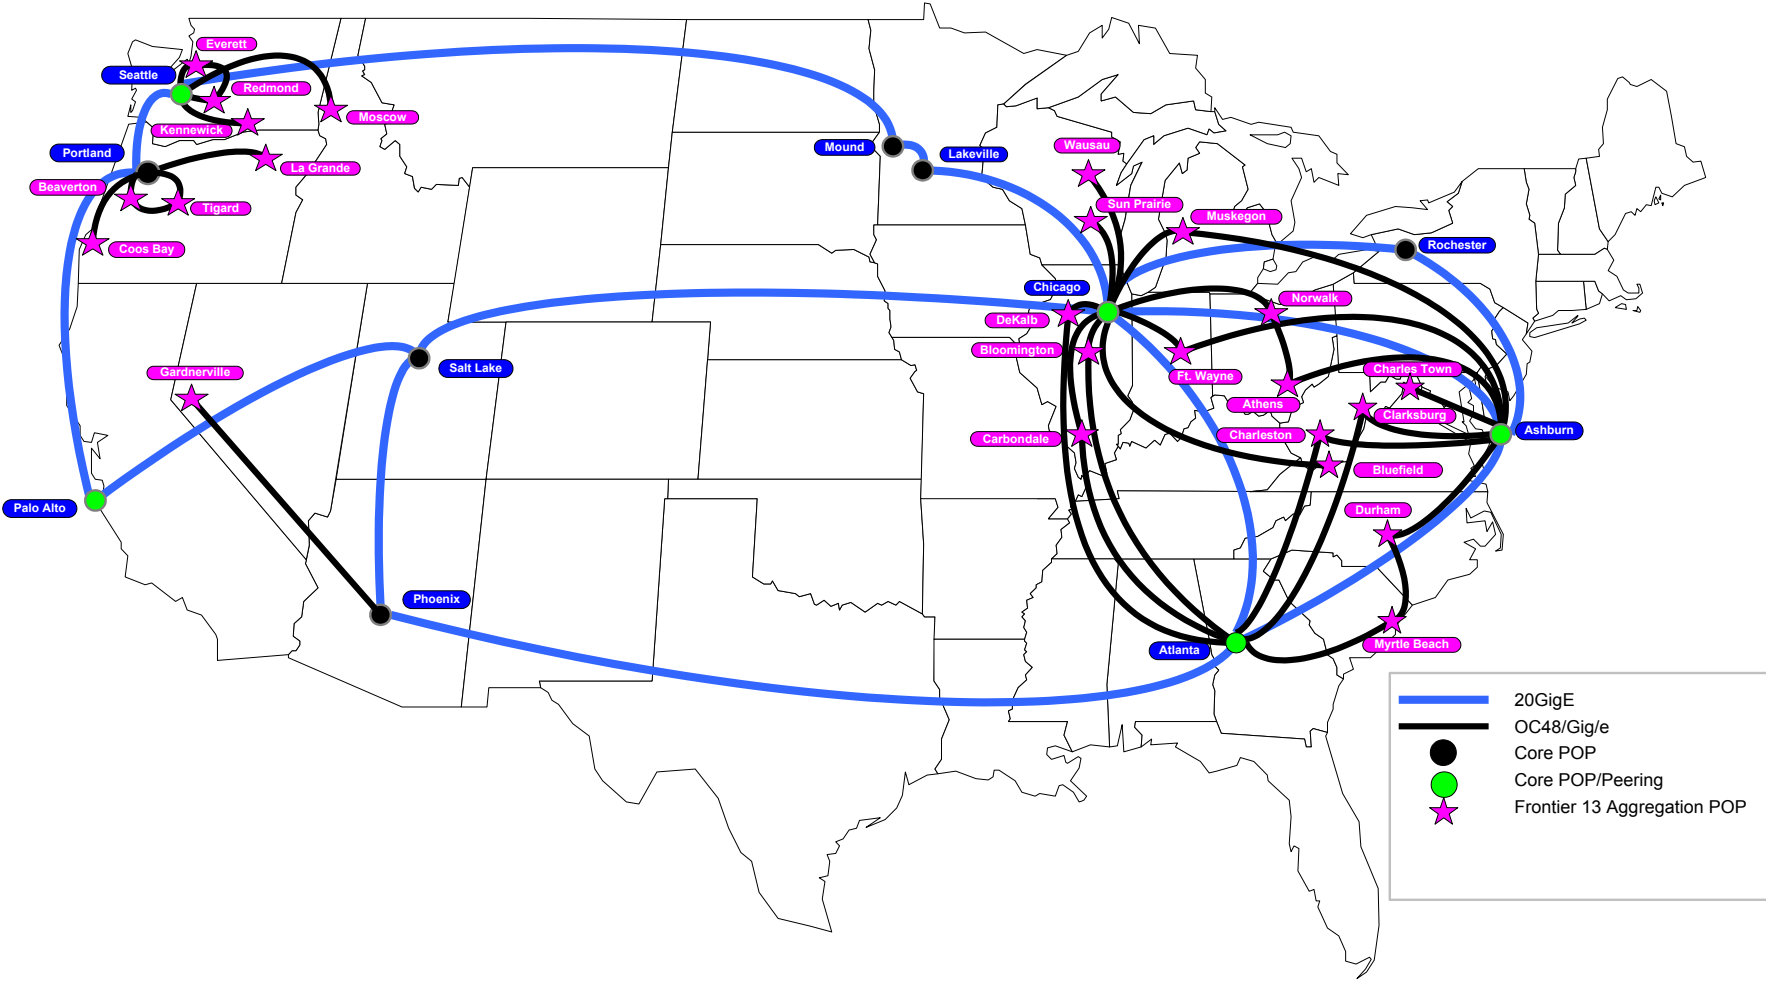 Everett
Seattle
Redmond
Moscow
Kennewick
Portland
La Grande
Beaverton
Tigard
Coos Bay
Mound
Lakeville
Wausau
Sun Prairie
Muskegon
Rochester
Chicago
Norwalk
DeKalb
Bloomington
Salt Lake
Gardnerville
Ft. Wayne
Charles Town
Athens
Clarksburg
Charleston
Ashburn
Carbondale
Bluefield
Palo Alto
Durham
Phoenix
Atlanta
Myrtle Beach
20GigE
OC48/Gig/e
Core POP
Core POP/Peering
Frontier 13 Aggregation POP